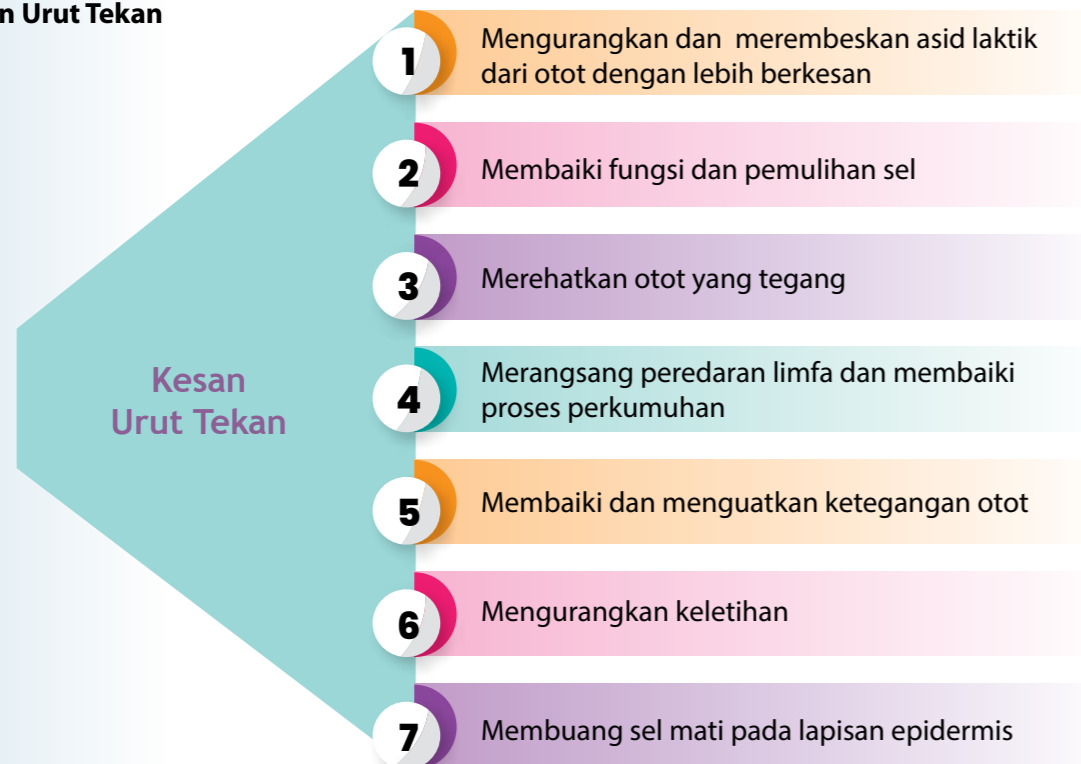 n Urut Tekan
1
Mengurangkan dan merembeskan asid laktik
dari otot dengan lebih berkesan
2
Membaiki fungsi dan pemulihan sel
3
Merehatkan otot yang tegang
Kesan
Urut Tekan
4
Merangsang peredaran limfa dan membaiki
proses perkumuhan
5
Membaiki dan menguatkan ketegangan otot
6
Mengurangkan keletihan
7
Membuang sel mati pada lapisan epidermis